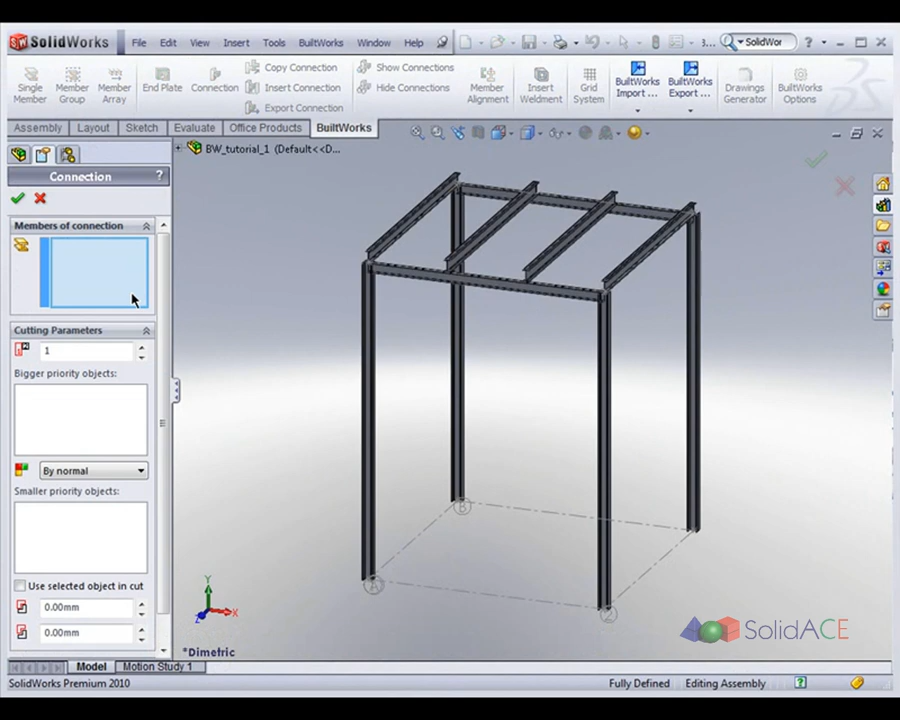 SolidWorks File Edit View Insert Tools BuiltWorks Window Help 3... SolidWor ?
Single Member
Member Group
Member Array
End Plate
Connection
Copy Connection
Insert Connection
Export Connection
Show Connections
Hide Connections
Member Alignment
Insert Weldment
Grid System
BuiltWorks Import ...
BuiltWorks Export ...
Drawings Generator
BuiltWorks Options
Assembly Layout Sketch Evaluate Office Products BuiltWorks
BW_tutorial_1 (Default<<D...
Connection ?
Members of connection
Cutting Parameters
1
Bigger priority objects:
By normal
Smaller priority objects:
Use selected object in cut
0.00mm
0.00mm
B
A
2
Y
X
Z
SolidACE
*Dimetric
Model Motion Study 1
SolidWorks Premium 2010 Fully Defined Editing Assembly ?